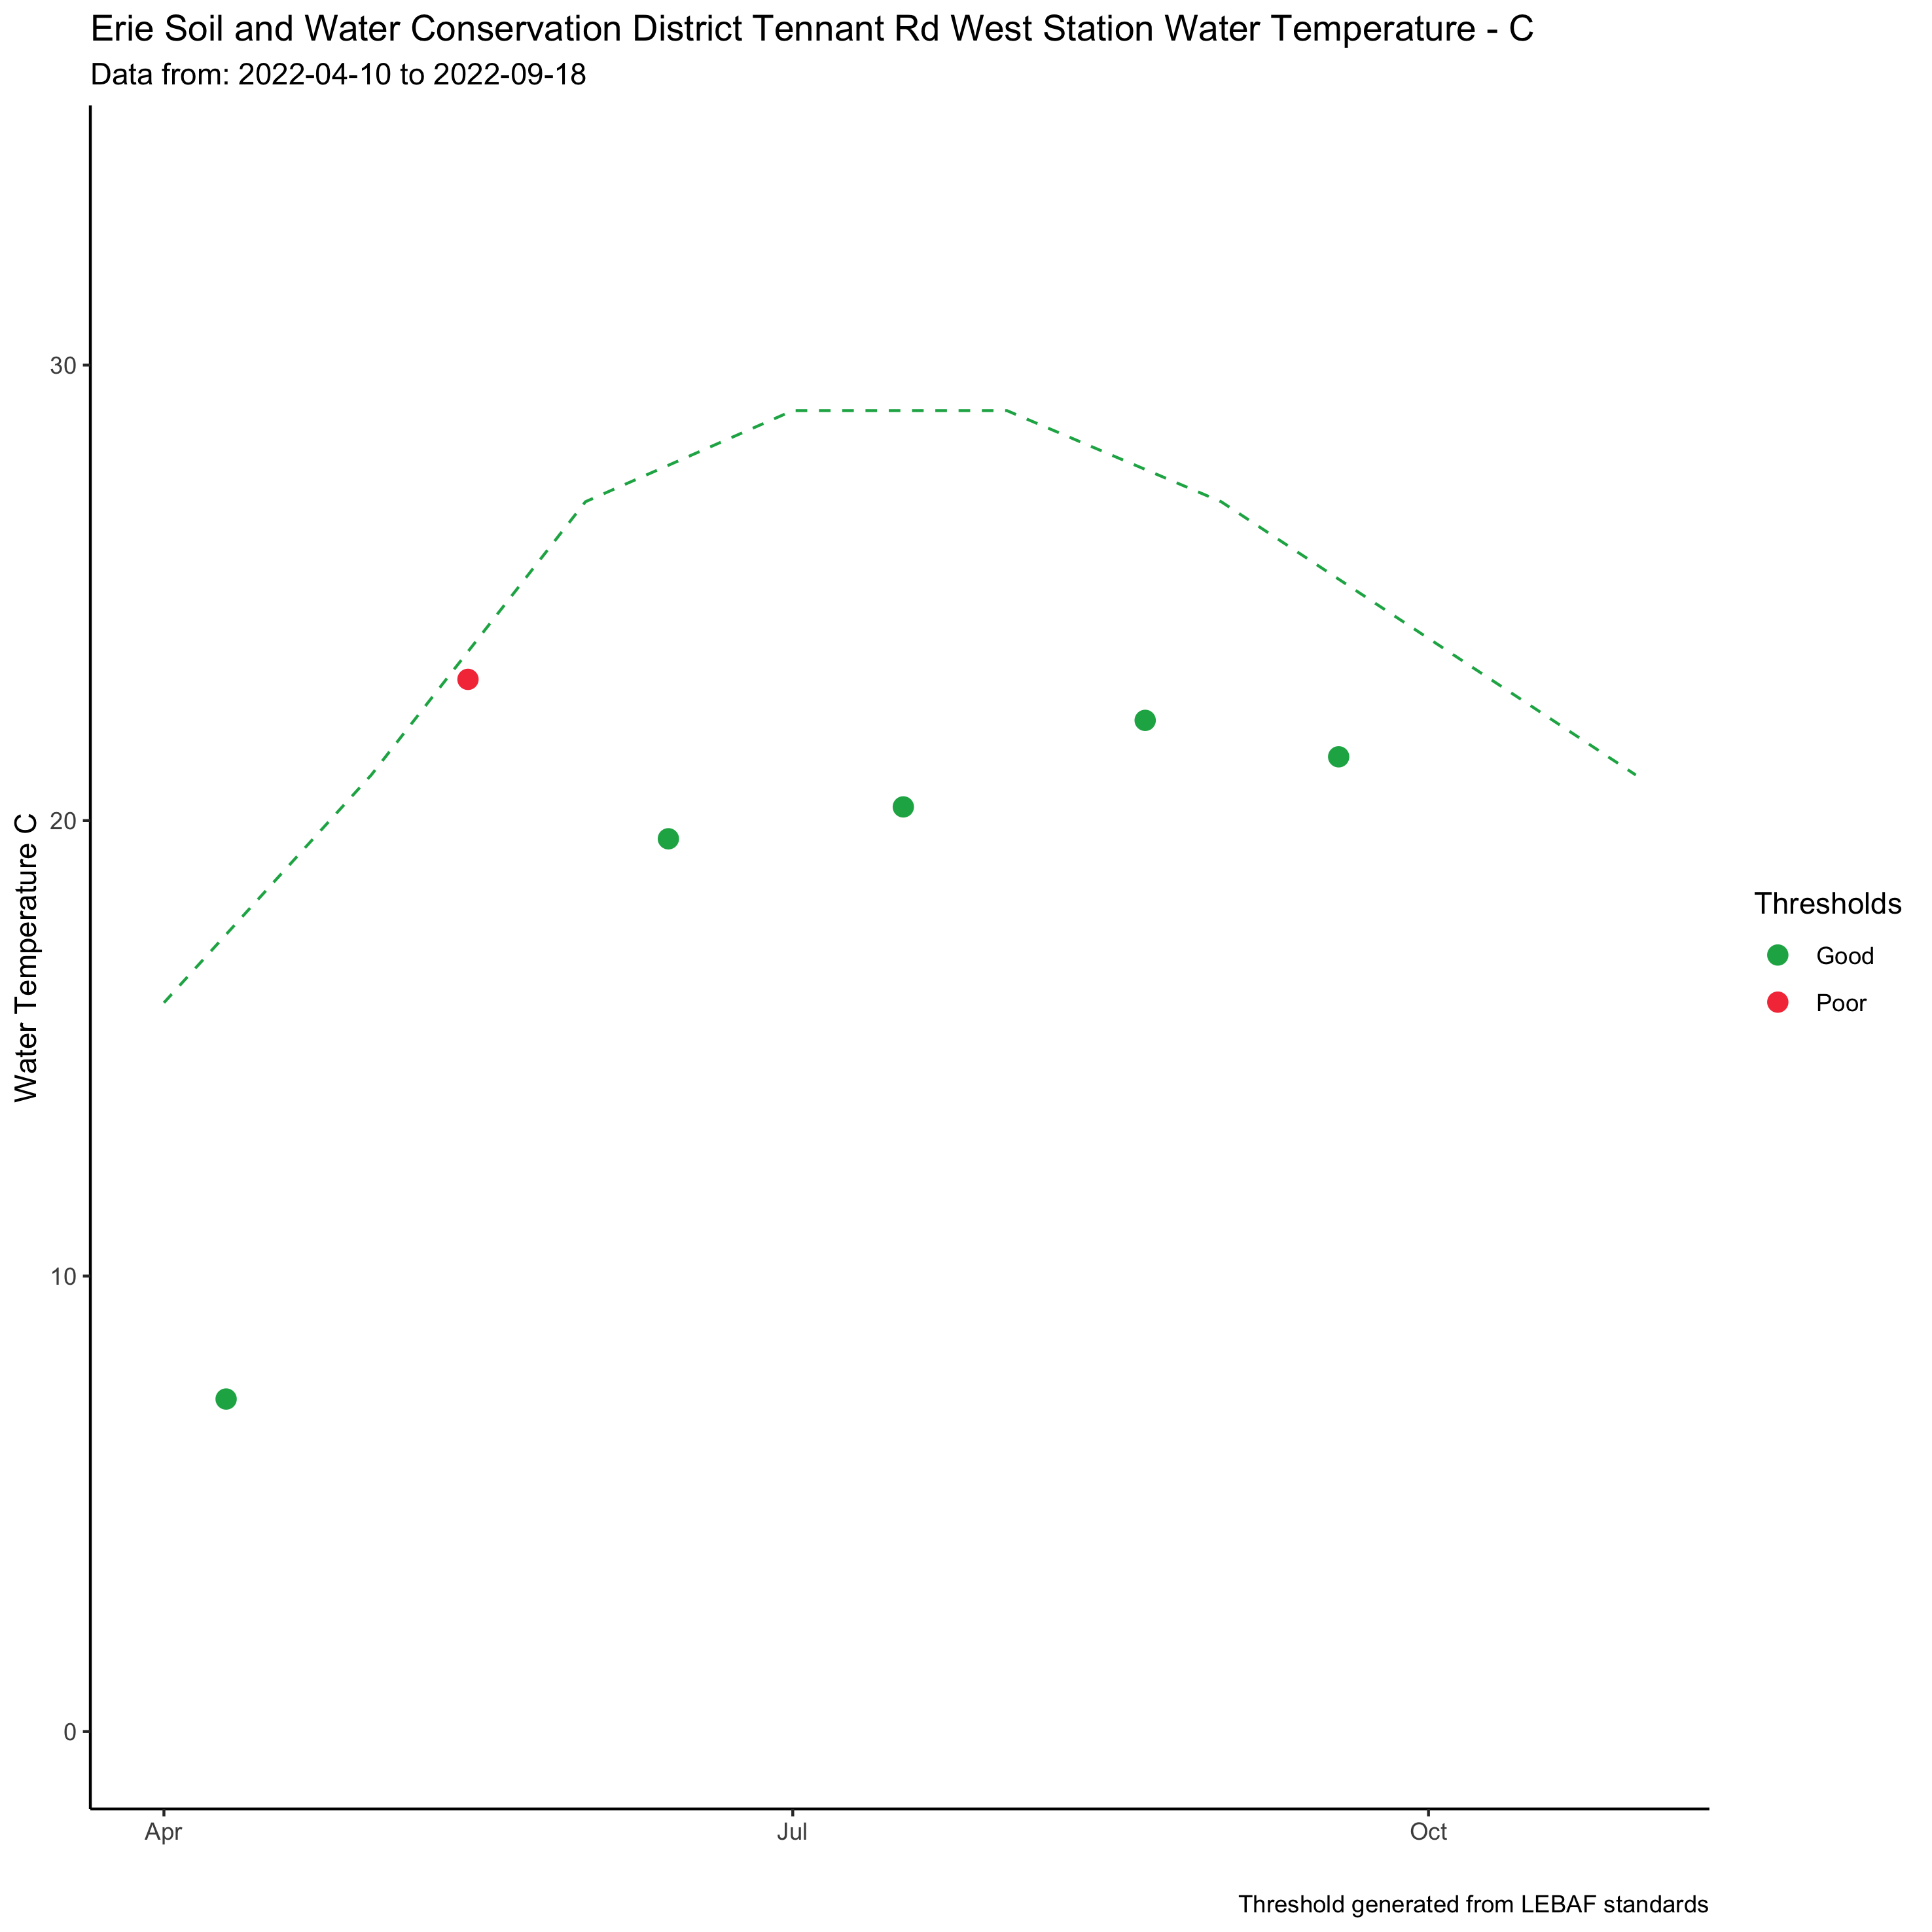 Erie Soil and Water Conservation District Tennant Rd West Station Water Temperature - C
Data from: 2022-04-10 to 2022-09-18
Water Temperature C
30
20
10
0
Apr
Jul
Oct
Thresholds
Good
Poor
Threshold generated from LEBAF standards